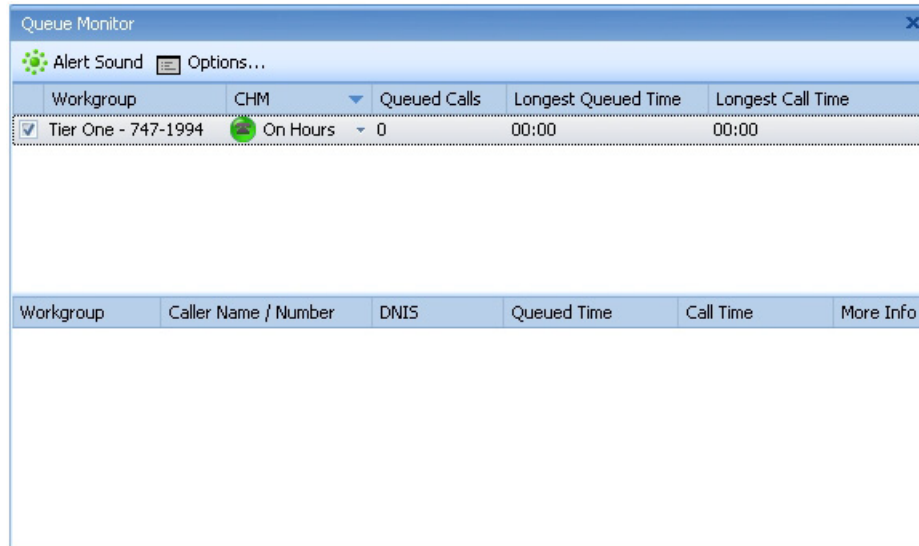 Queue Monitor
Alert Sound Options...
Workgroup CHM Queued Calls Longest Queued Time Longest Call Time
Tier One - 747-1994 On Hours 0 00:00 00:00
Workgroup Caller Name / Number DNIS Queued Time Call Time More Info